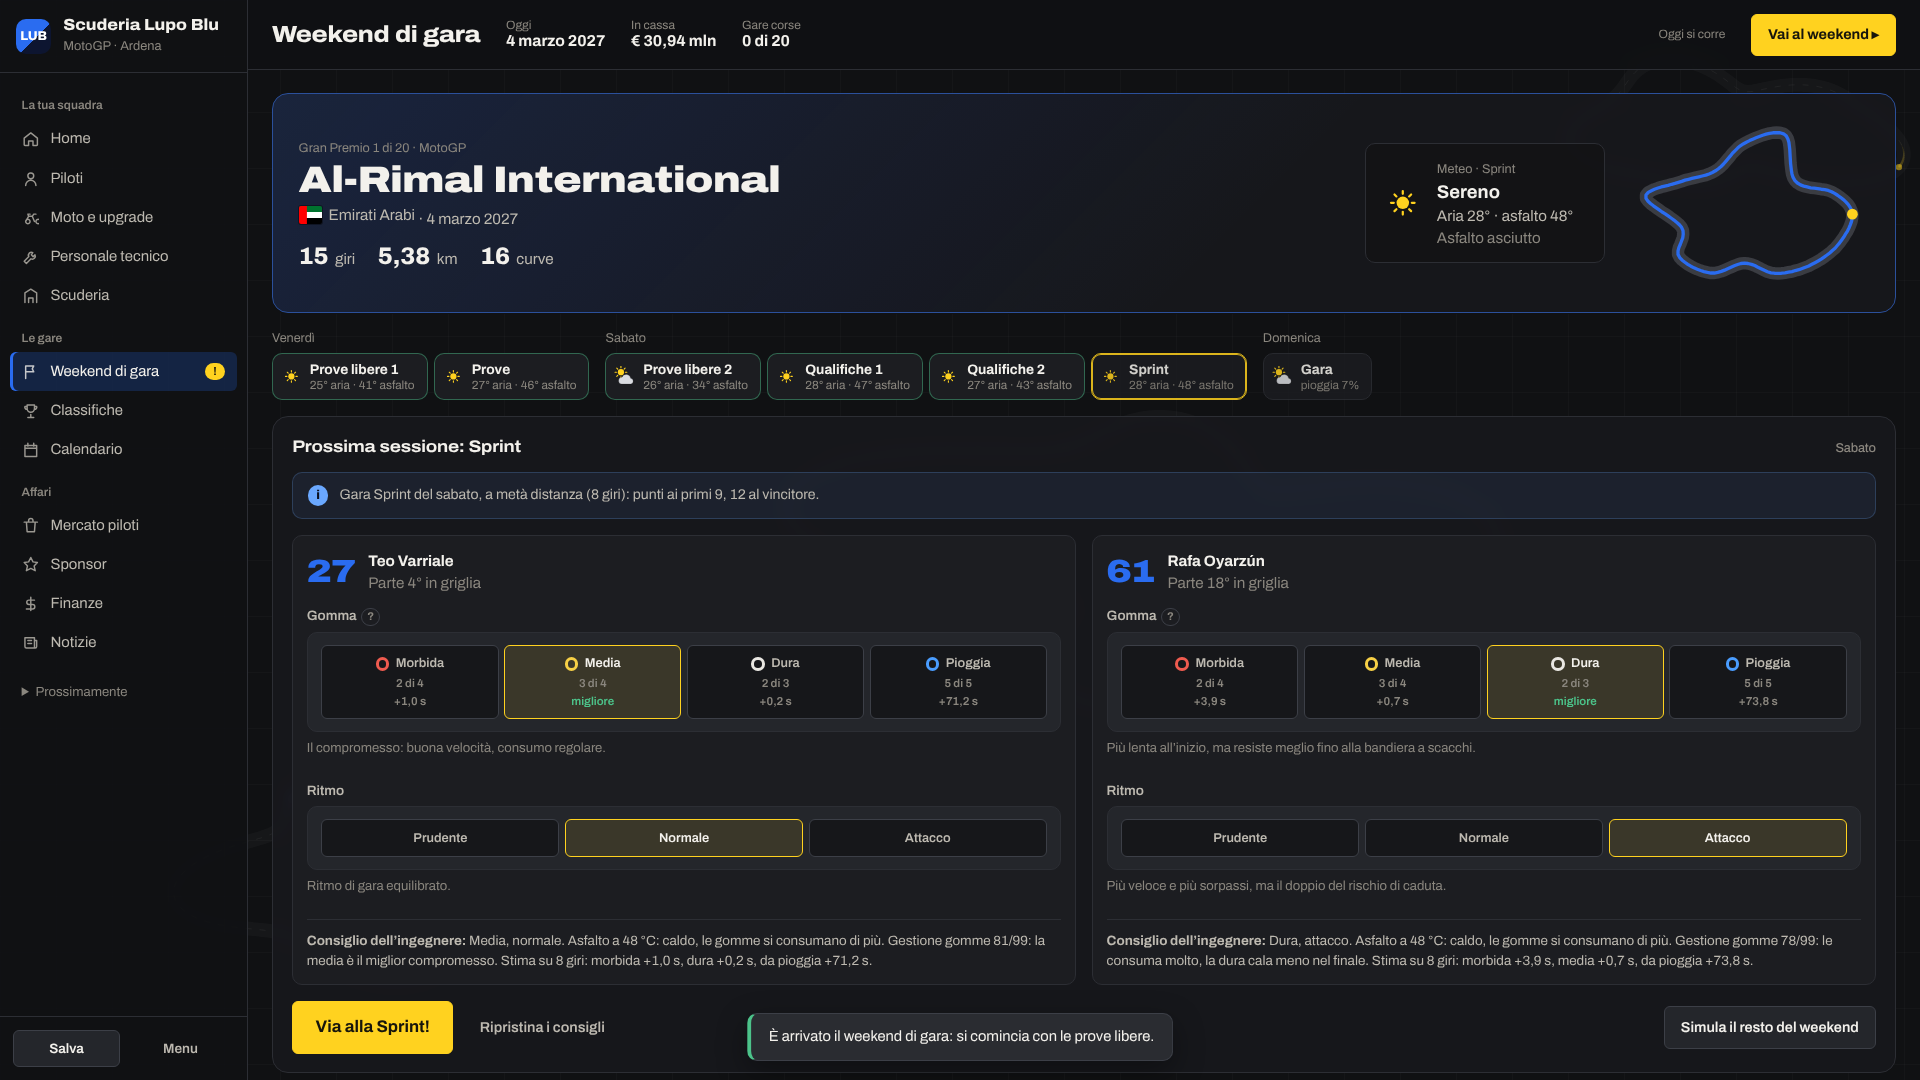 LUB
Scuderia Lupo Blu
MotoGP · Ardena
La tua squadra
Home
Piloti
Moto e upgrade
Personale tecnico
Scuderia
Le gare
Weekend di gara
!
Classifiche
Calendario
Affari
Mercato piloti
Sponsor
Finanze
Notizie
Prossimamente
Salva
Menu
Weekend di gara
Oggi
4 marzo 2027
In cassa
€ 30,94 mln
Gare corse
0 di 20
Oggi si corre
Vai al weekend ▸
Gran Premio 1 di 20 · MotoGP
Al-Rimal International
Emirati Arabi · 4 marzo 2027
15 giri 5,38 km 16 curve
Meteo · Sprint
Sereno
Aria 28° · asfalto 48°
Asfalto asciutto
Venerdì
Prove libere 1
25° aria · 41° asfalto
Prove
27° aria · 46° asfalto
Sabato
Prove libere 2
26° aria · 34° asfalto
Qualifiche 1
28° aria · 47° asfalto
Qualifiche 2
27° aria · 43° asfalto
Sprint
28° aria · 48° asfalto
Domenica
Gara
pioggia 7%
Prossima sessione: Sprint
Sabato
i
Gara Sprint del sabato, a metà distanza (8 giri): punti ai primi 9, 12 al vincitore.
27
Teo Varriale
Parte 4° in griglia
Gomma ?
Morbida
2 di 4
+1,0 s
Media
3 di 4
migliore
Dura
2 di 3
+0,2 s
Pioggia
5 di 5
+71,2 s
Il compromesso: buona velocità, consumo regolare.
Ritmo
Prudente
Normale
Attacco
Ritmo di gara equilibrato.
Consiglio dell'ingegnere: Media, normale. Asfalto a 48 °C: caldo, le gomme si consumano di più. Gestione gomme 81/99: la
media è il miglior compromesso. Stima su 8 giri: morbida +1,0 s, dura +0,2 s, da pioggia +71,2 s.
61
Rafa Oyarzún
Parte 18° in griglia
Gomma ?
Morbida
2 di 4
+3,9 s
Media
3 di 4
+0,7 s
Dura
2 di 3
migliore
Pioggia
5 di 5
+73,8 s
Più lenta all'inizio, ma resiste meglio fino alla bandiera a scacchi.
Ritmo
Prudente
Normale
Attacco
Più veloce e più sorpassi, ma il doppio del rischio di caduta.
Consiglio dell'ingegnere: Dura, attacco. Asfalto a 48 °C: caldo, le gomme si consumano di più. Gestione gomme 78/99: le
consuma molto, la dura cala meno nel finale. Stima su 8 giri: morbida +3,9 s, media +0,7 s, da pioggia +73,8 s.
Via alla Sprint!
Ripristina i consigli
È arrivato il weekend di gara: si comincia con le prove libere.
Simula il resto del weekend